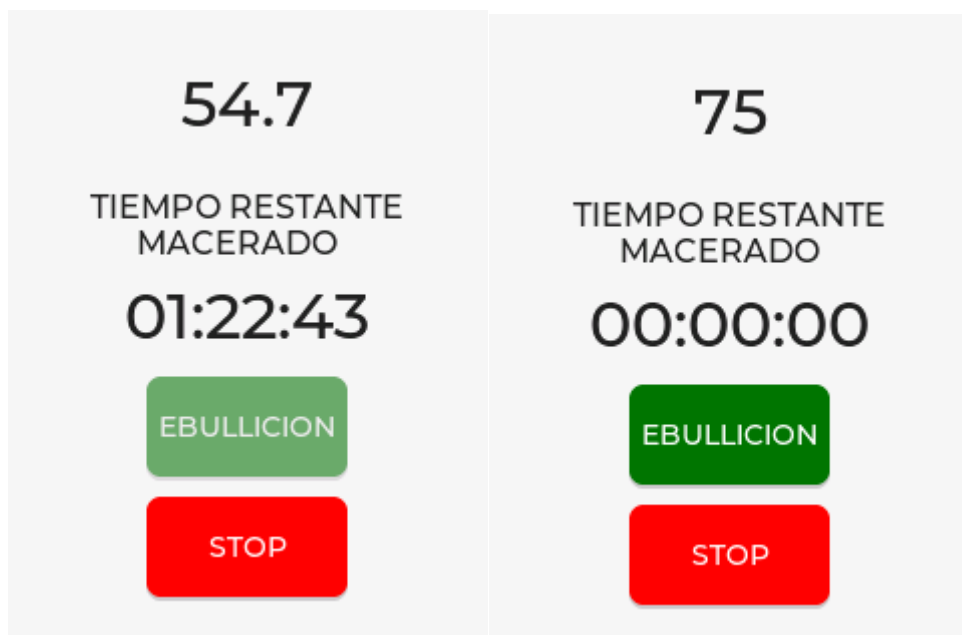 54.7
TIEMPO RESTANTE
MACERADO
01:22:43
EBULLICION
STOP
75
TIEMPO RESTANTE
MACERADO
00:00:00
EBULLICION
STOP